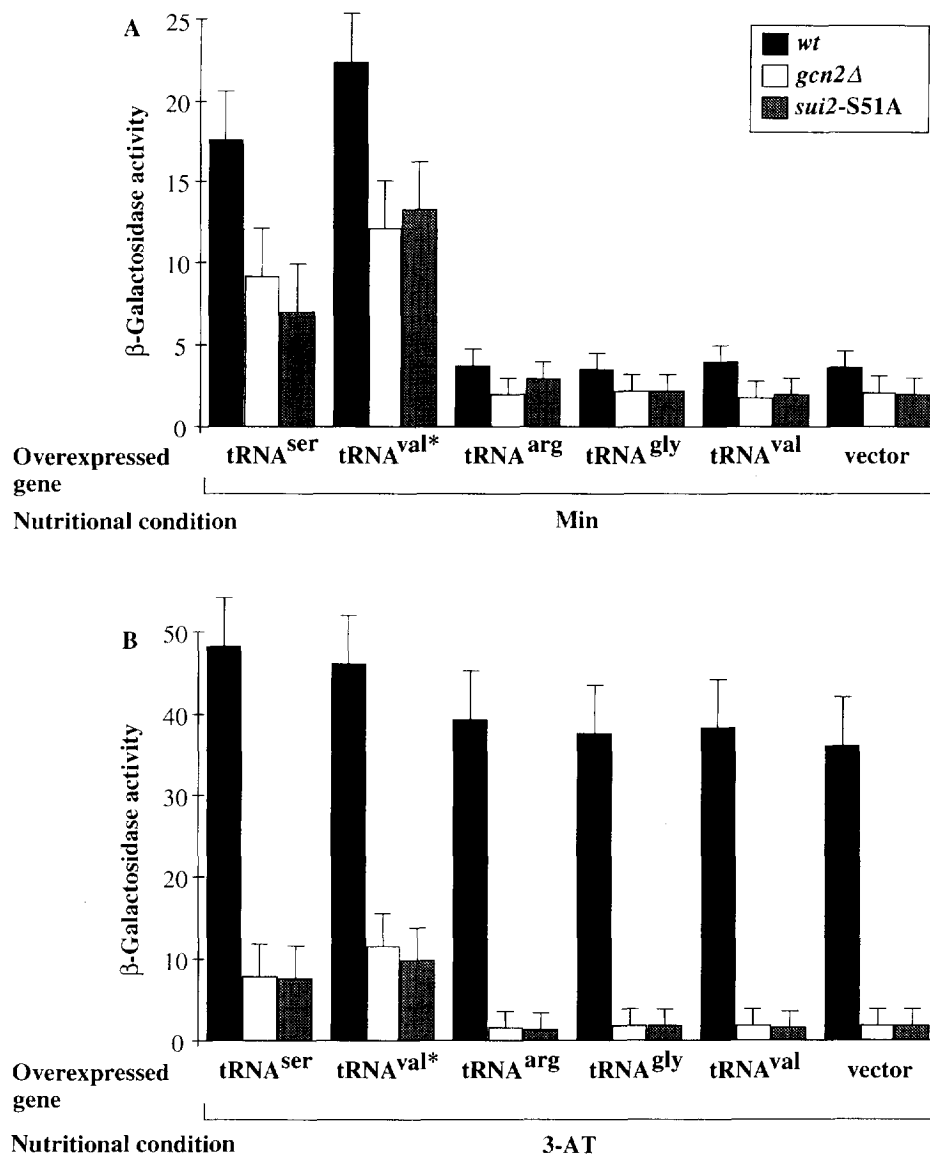 A
25
20
15
10
5
0
β-Galactosidase activity
wt
gcn2Δ
sui2-S51A
Overexpressed gene
tRNAser tRNAval* tRNAarg tRNAgly tRNAval vector
Nutritional condition
Min
B
50
40
30
20
10
0
β-Galactosidase activity
Overexpressed gene
tRNAser tRNAval* tRNAarg tRNAgly tRNAval vector
Nutritional condition
3-AT